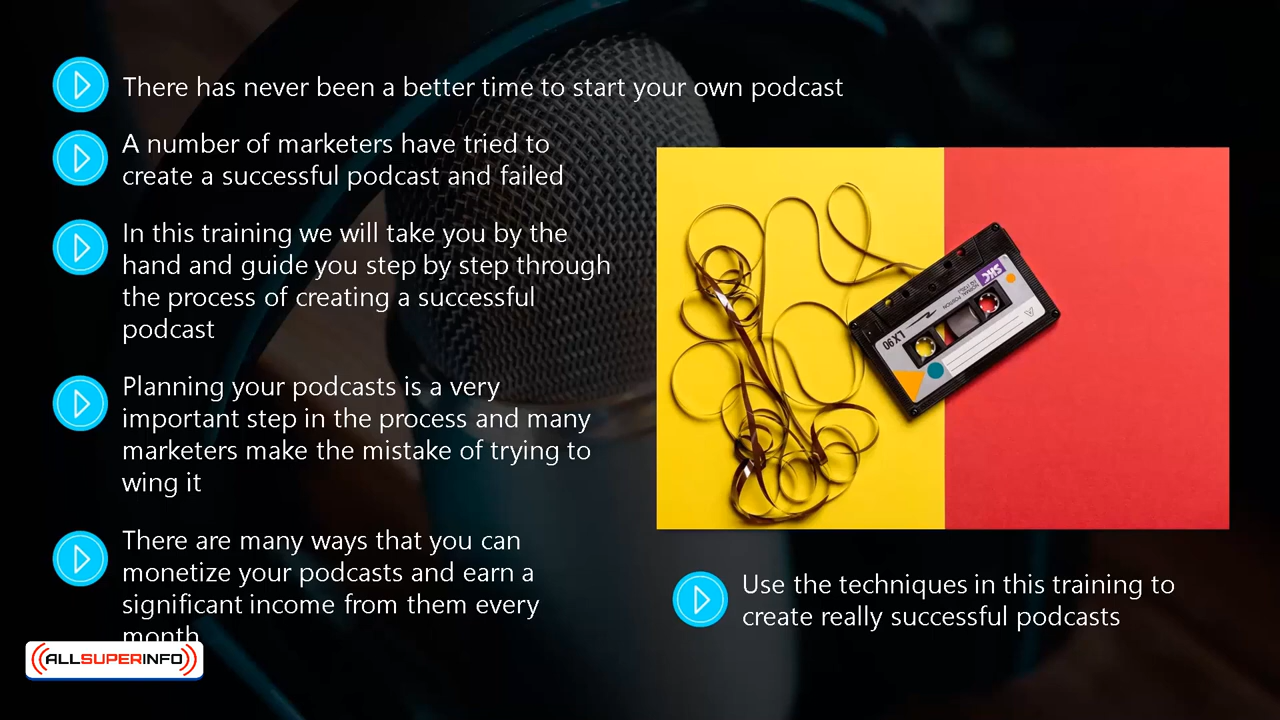 There has never been a better time to start your own podcast
A number of marketers have tried to
create a successful podcast and failed
In this training we will take you by the
hand and guide you step by step through
the process of creating a successful
podcast
Planning your podcasts is a very
important step in the process and many
marketers make the mistake of trying to
wing it
There are many ways that you can
monetize your podcasts and earn a
significant income from them every
month
ALLSUPERINFO
SKC
NORMAL POSITION
LX90
A
Use the techniques in this training to
create really successful podcasts